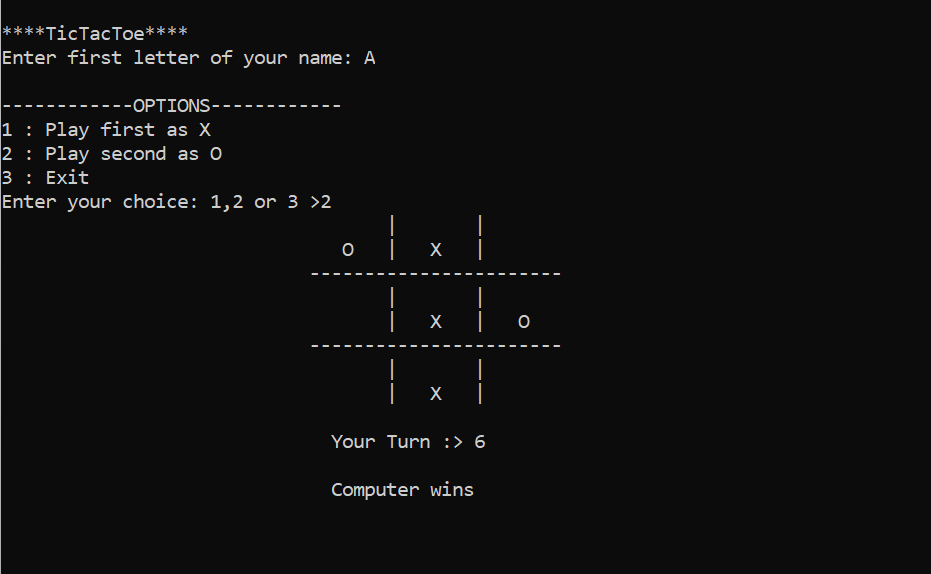 ****TicTacToe****
Enter first letter of your name: A
------------OPTIONS------------
1 : Play first as X
2 : Play second as O
3 : Exit
Enter your choice: 1,2 or 3 >2
| |
O | X |
-----------------------
| |
| X | O
-----------------------
| |
| X |
Your Turn :> 6
Computer wins